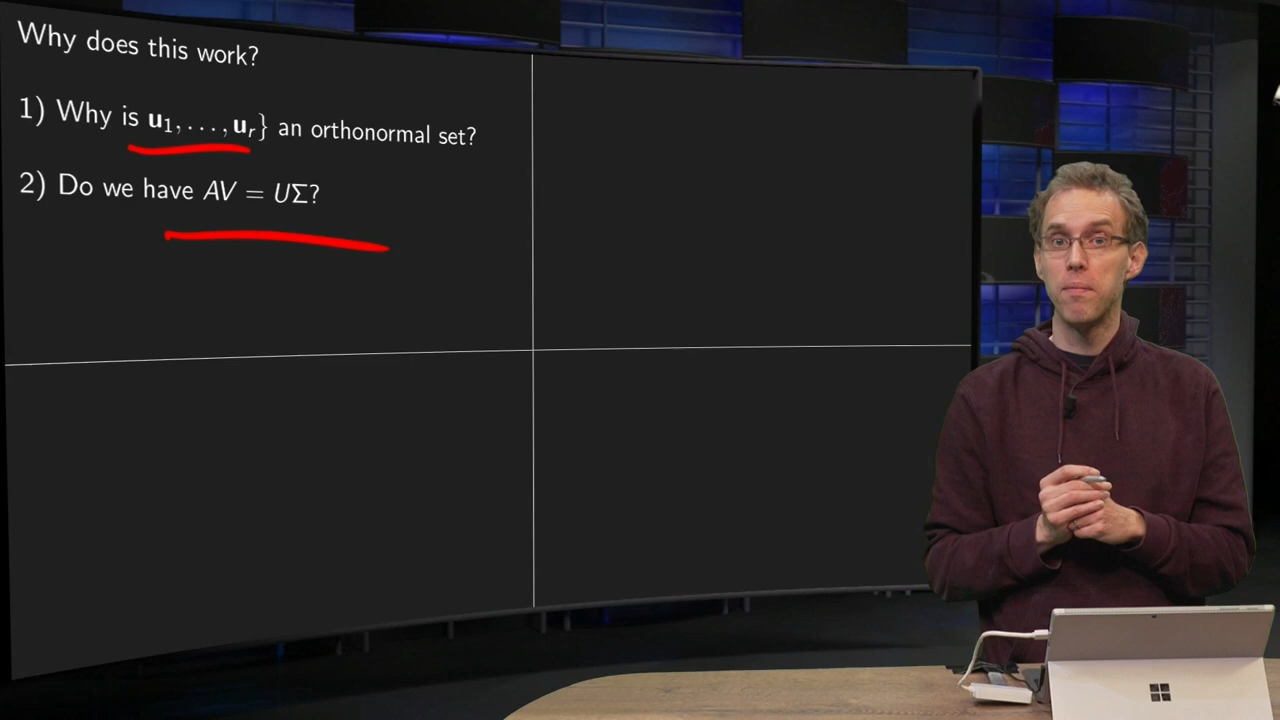 Why does this work?
1) Why is u₁, . . . , uᵣ} an orthonormal set?
2) Do we have AV = UΣ?